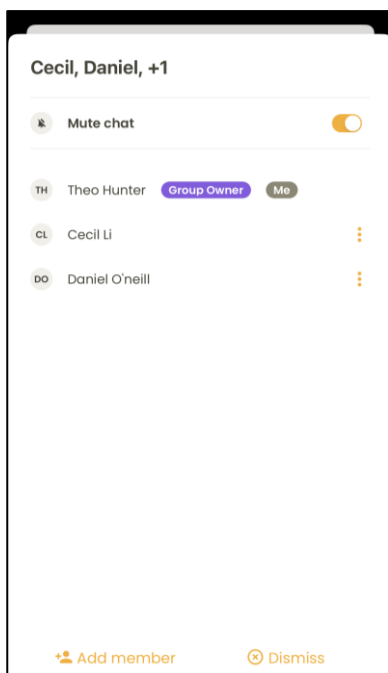 Cecil, Daniel, +1
Mute chat
TH Theo Hunter Group Owner Me
CL Cecil Li
DO Daniel O'neill
Add member Dismiss